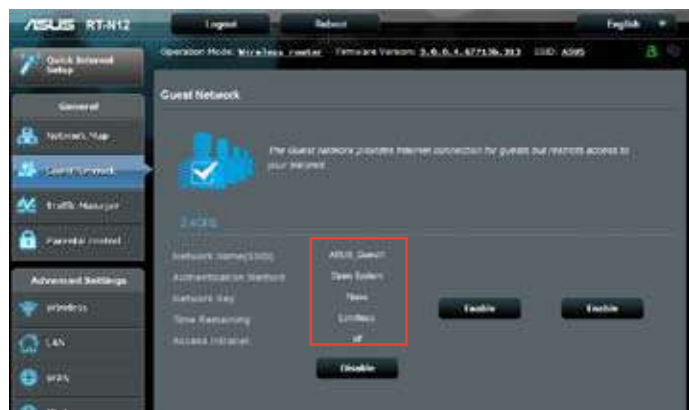 ASUS RT-N12
Logout
Reboot
English
Quick Internet Setup
Operation Mode: Wireless router Firmware Version: SSID: ASUS
General
Network Map
Guest Network
Traffic Manager
Parental control
Advanced Settings
Wireless
LAN
WAN
Guest Network
The Guest network provides Internet connection for guests but restricts access to
your Intranet.
2.4GHz
Network Name(SSID) ASUS_Guest1
Authentication Method Open System
Network Key None
Time Remaining Limitless
Access Intranet off
Enable
Enable
Disable